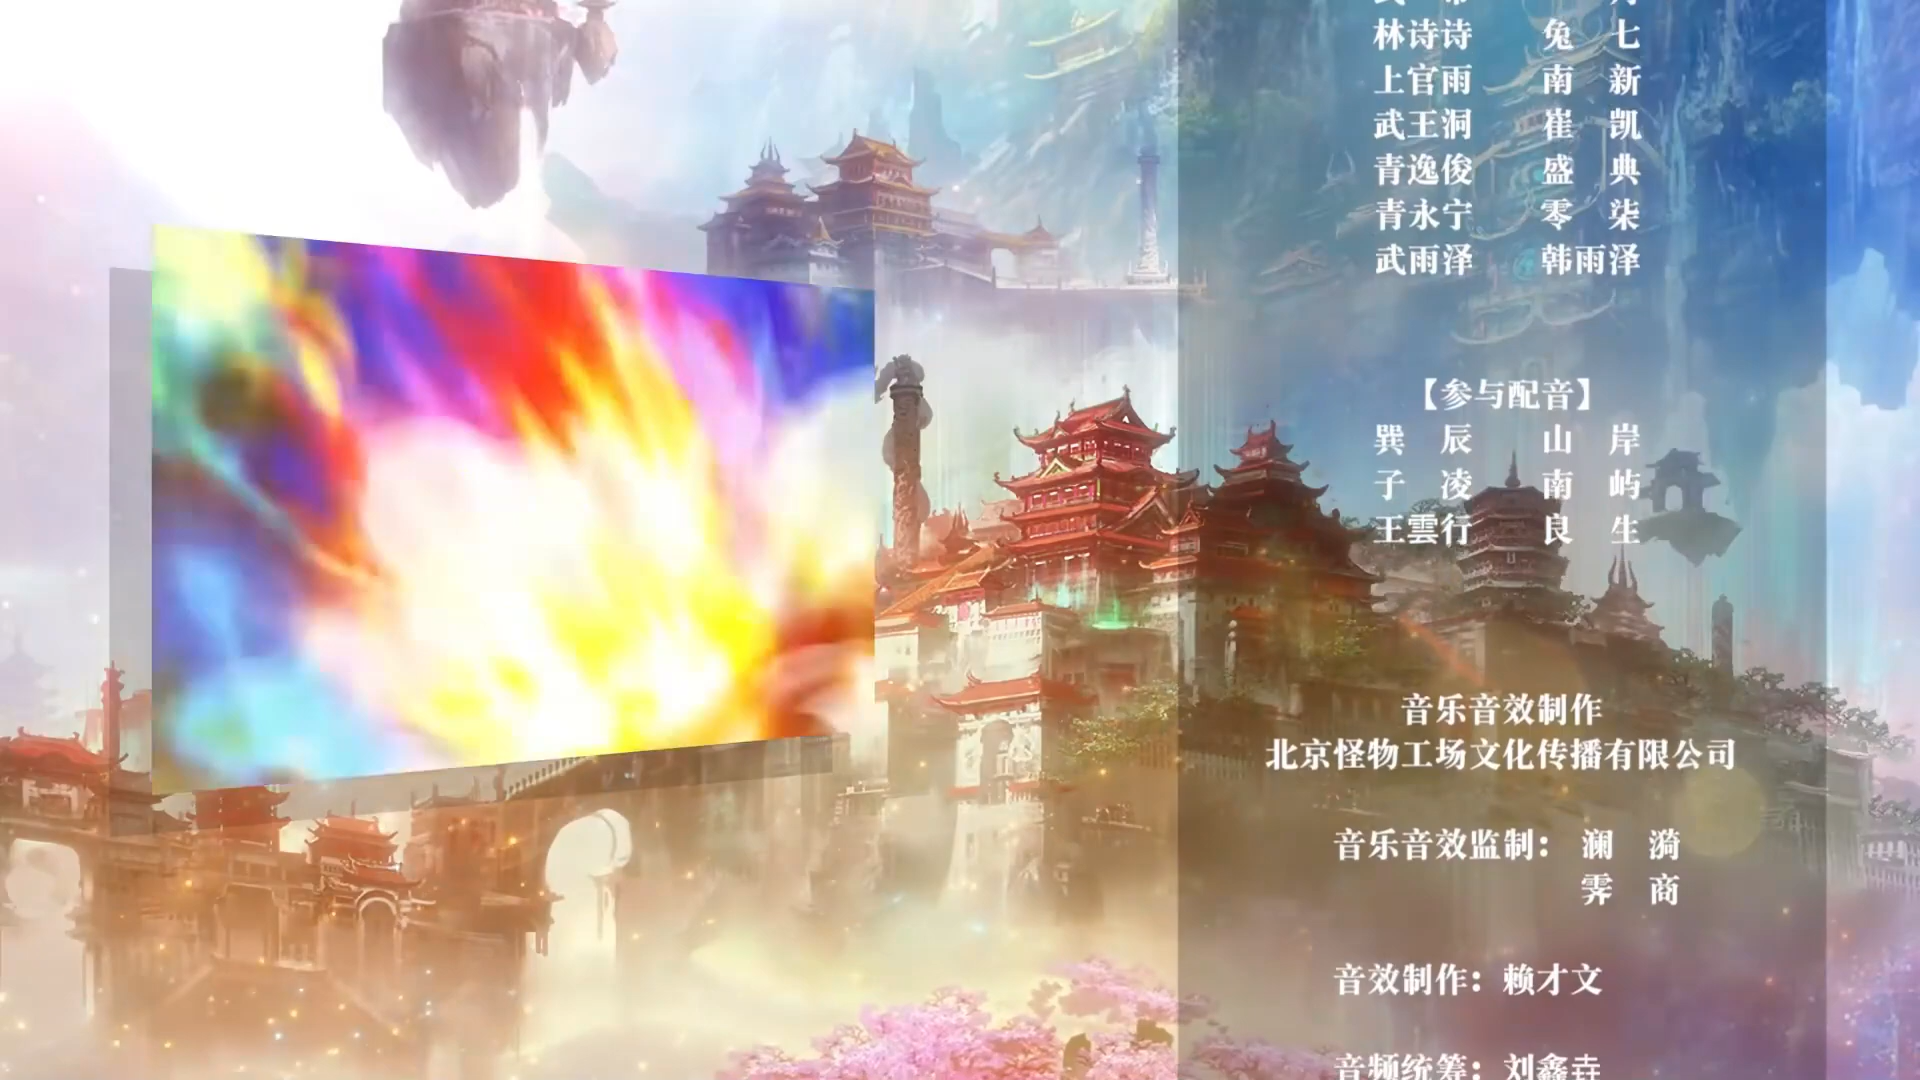 林诗诗 兔 七
上官雨 南 新
武王洞 崔 凯
青逸俊 盛 典
青永宁 零 柒
武雨泽 韩雨泽
【参与配音】
巽 辰 山 岸
子 凌 南 屿
王雲行 良 生
音乐音效制作
北京怪物工场文化传播有限公司
音乐音效监制： 澜 漪
霁 商
音效制作：赖才文
音频统筹：刘鑫垚